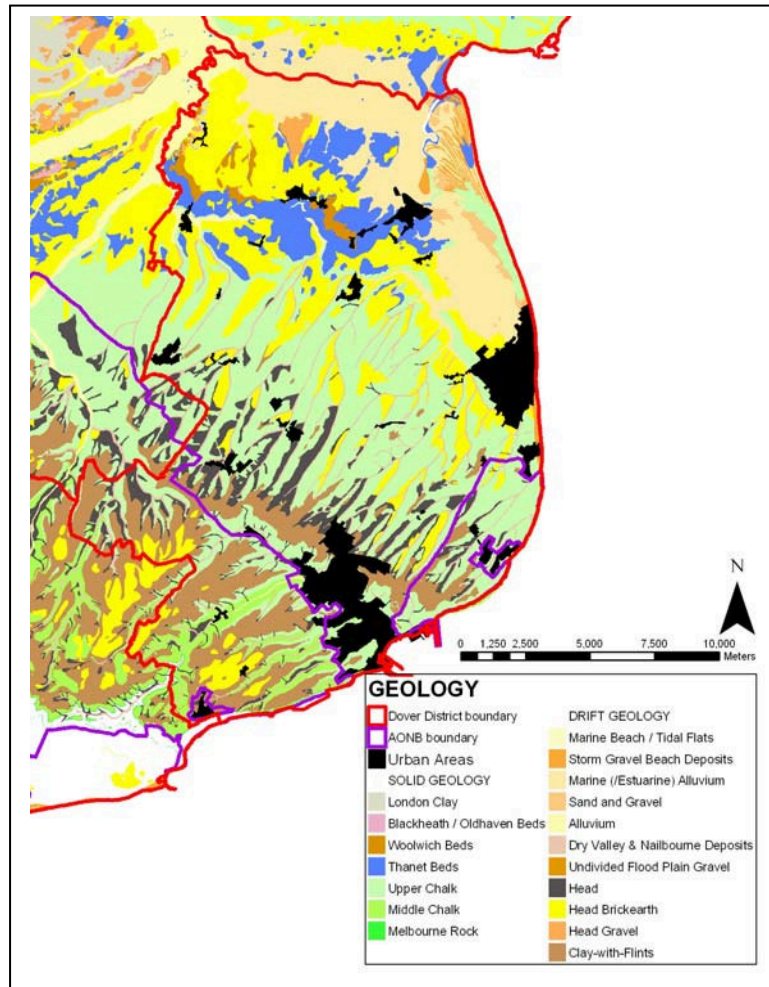 N
0 1,250 2,500 5,000 7,500 10,000
Meters
GEOLOGY
Dover District boundary
AONB boundary
Urban Areas
SOLID GEOLOGY
London Clay
Blackheath / Oldhaven Beds
Woolwich Beds
Thanet Beds
Upper Chalk
Middle Chalk
Melbourne Rock
DRIFT GEOLOGY
Marine Beach / Tidal Flats
Storm Gravel Beach Deposits
Marine (/Estuarine) Alluvium
Sand and Gravel
Alluvium
Dry Valley & Nailbourne Deposits
Undivided Flood Plain Gravel
Head
Head Brickearth
Head Gravel
Clay-with-Flints